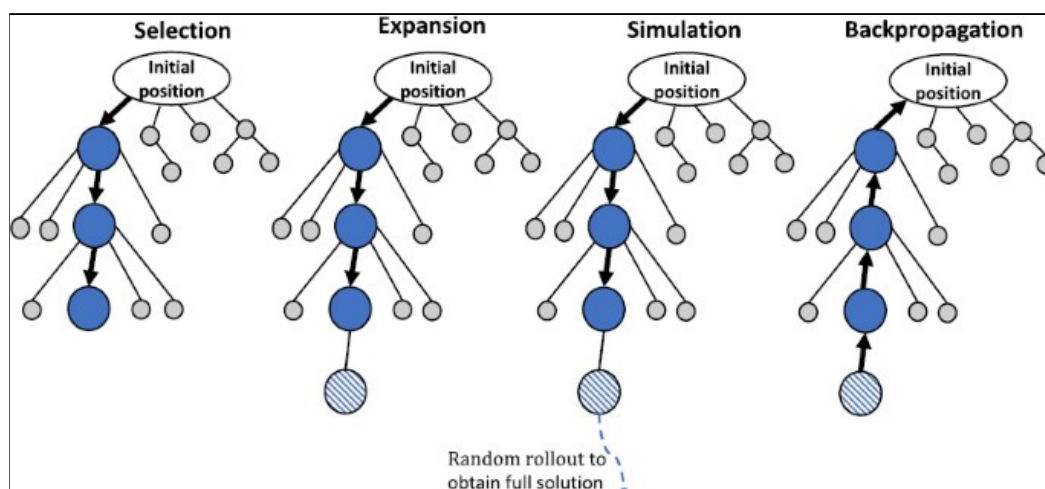 Selection
Expansion
Simulation
Backpropagation
Initial
position
Initial
position
Initial
position
Initial
position
Random rollout to
obtain full solution